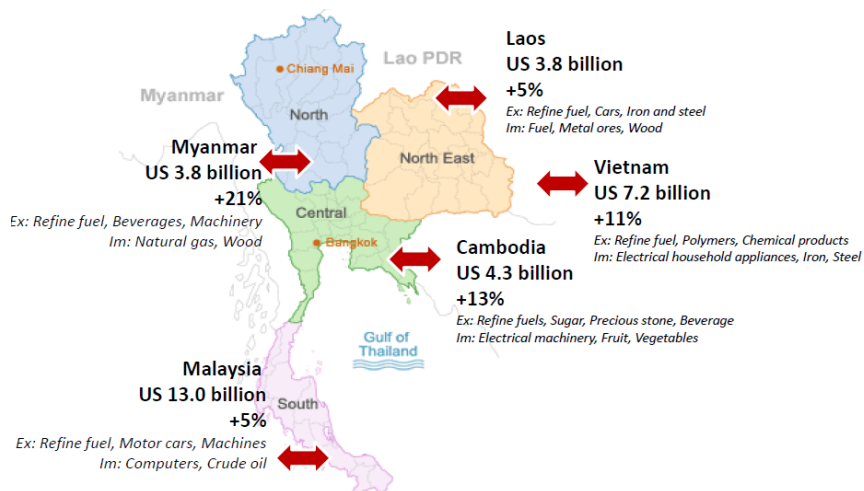 Laos
US 3.8 billion
+5%
Ex: Refine fuel, Cars, Iron and steel
Im: Fuel, Metal ores, Wood
Lao PDR
Chiang Mai
Myanmar
North
Myanmar
US 3.8 billion
+21%
Ex: Refine fuel, Beverages, Machinery
Im: Natural gas, Wood
North East
Vietnam
US 7.2 billion
+11%
Ex: Refine fuel, Polymers, Chemical products
Im: Electrical household appliances, Iron, Steel
Central
Bangkok
Cambodia
US 4.3 billion
+13%
Ex: Refine fuels, Sugar, Precious stone, Beverage
Im: Electrical machinery, Fruit, Vegetables
Gulf of
Thailand
Malaysia
US 13.0 billion
+5%
Ex: Refine fuel, Motor cars, Machines
Im: Computers, Crude oil
South